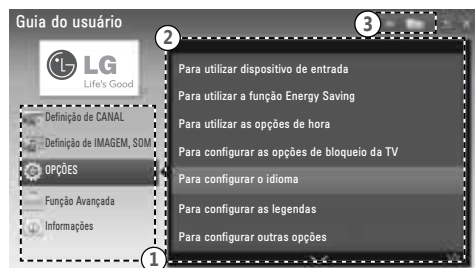 Guia do usuário
3
2
LG
Life's Good
Definição de CANAL
Definição de IMAGEM, SOM
OPÇÕES
Função Avançada
Informações
1
Para utilizar dispositivo de entrada
Para utilizar a função Energy Saving
Para utilizar as opções de hora
Para configurar as opções de bloqueio da TV
Para configurar o idioma
Para configurar as legendas
Para configurar outras opções